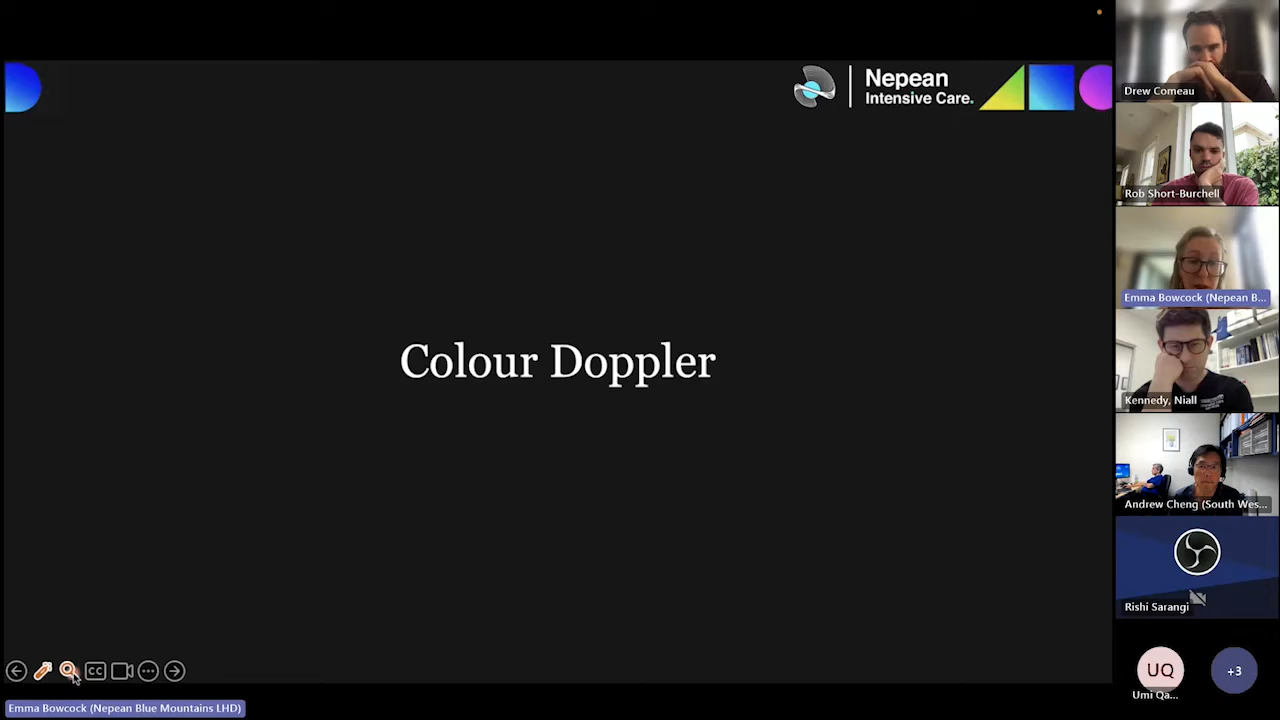 Nepean
Intensive Care.
Colour Doppler
CC
Emma Bowcock (Nepean Blue Mountains LHD)
Drew Comeau
Rob Short-Burchell
Emma Bowcock (Nepean B...
Kennedy, Niall
Andrew Cheng (South Wes...
Rishi Sarangi
UQ
Umi Qa...
+3